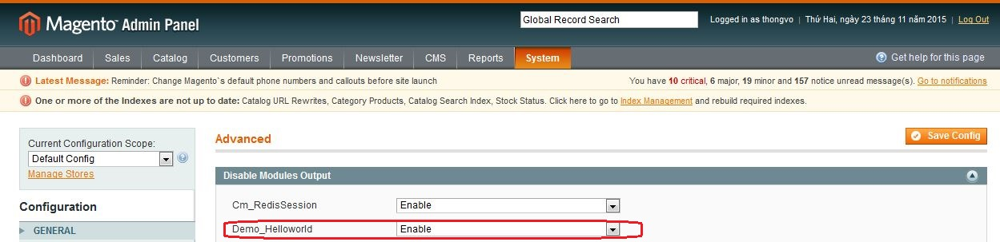 Magento™ Admin Panel
Global Record Search
Logged in as thongvo | Thứ Hai, ngày 23 tháng 11 năm 2015 | Log Out
Dashboard Sales Catalog Customers Promotions Newsletter CMS Reports System Get help for this page
Latest Message: Reminder: Change Magento`s default phone numbers and callouts before site launch You have 10 critical, 6 major, 19 minor and 157 notice unread message(s). Go to notifications
One or more of the Indexes are not up to date: Catalog URL Rewrites, Category Products, Catalog Search Index, Stock Status. Click here to go to Index Management and rebuild required indexes.
Current Configuration Scope:
Default Config
Manage Stores
Configuration
GENERAL
Advanced
Save Config
Disable Modules Output
Cm_RedisSession Enable
Demo_Helloworld Enable